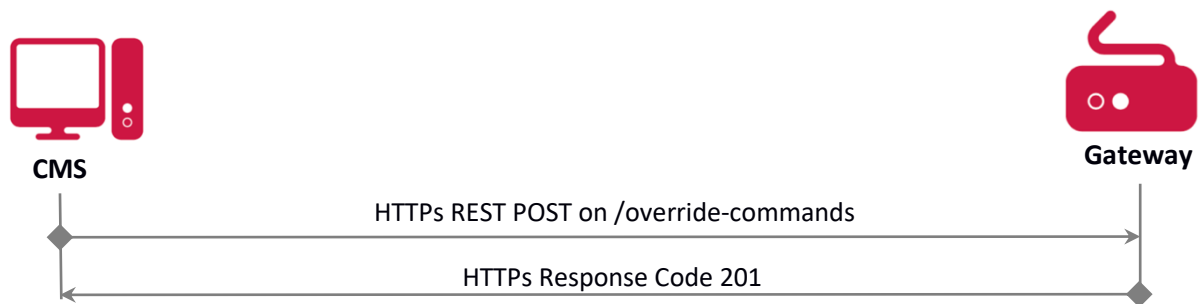 CMS
Gateway
HTTPs REST POST on /override-commands
HTTPs Response Code 201